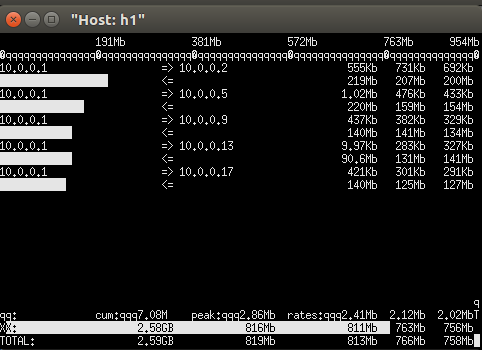 "Host: h1"
191Mb 381Mb 572Mb 763Mb 954Mb
qqqqqqqqqqqqqqqqqqqqqqqqqqqqqqqqqqqqqqqqqqqqqqqqqqqqqqqqqqqqqqqqqqqqqqqqqq
10.0.0.1 => 10.0.0.2 555Kb 731Kb 692Kb
<= 219Mb 207Mb 200Mb
10.0.0.1 => 10.0.0.5 1.02Mb 476Kb 433Kb
<= 220Mb 159Mb 154Mb
10.0.0.1 => 10.0.0.9 437Kb 382Kb 329Kb
<= 140Mb 141Mb 134Mb
10.0.0.1 => 10.0.0.13 9.97Kb 283Kb 327Kb
<= 90.6Mb 131Mb 141Mb
10.0.0.1 => 10.0.0.17 421Kb 301Kb 291Kb
<= 140Mb 125Mb 127Mb
q
qq: cum:qqq7.08M peak:qqq2.86Mb rates:qqq2.41Mb 2.12Mb 2.02MbT
XX: 2.58GB 816Mb 811Mb 763Mb 756Mb
TOTAL: 2.59GB 819Mb 813Mb 766Mb 758Mb